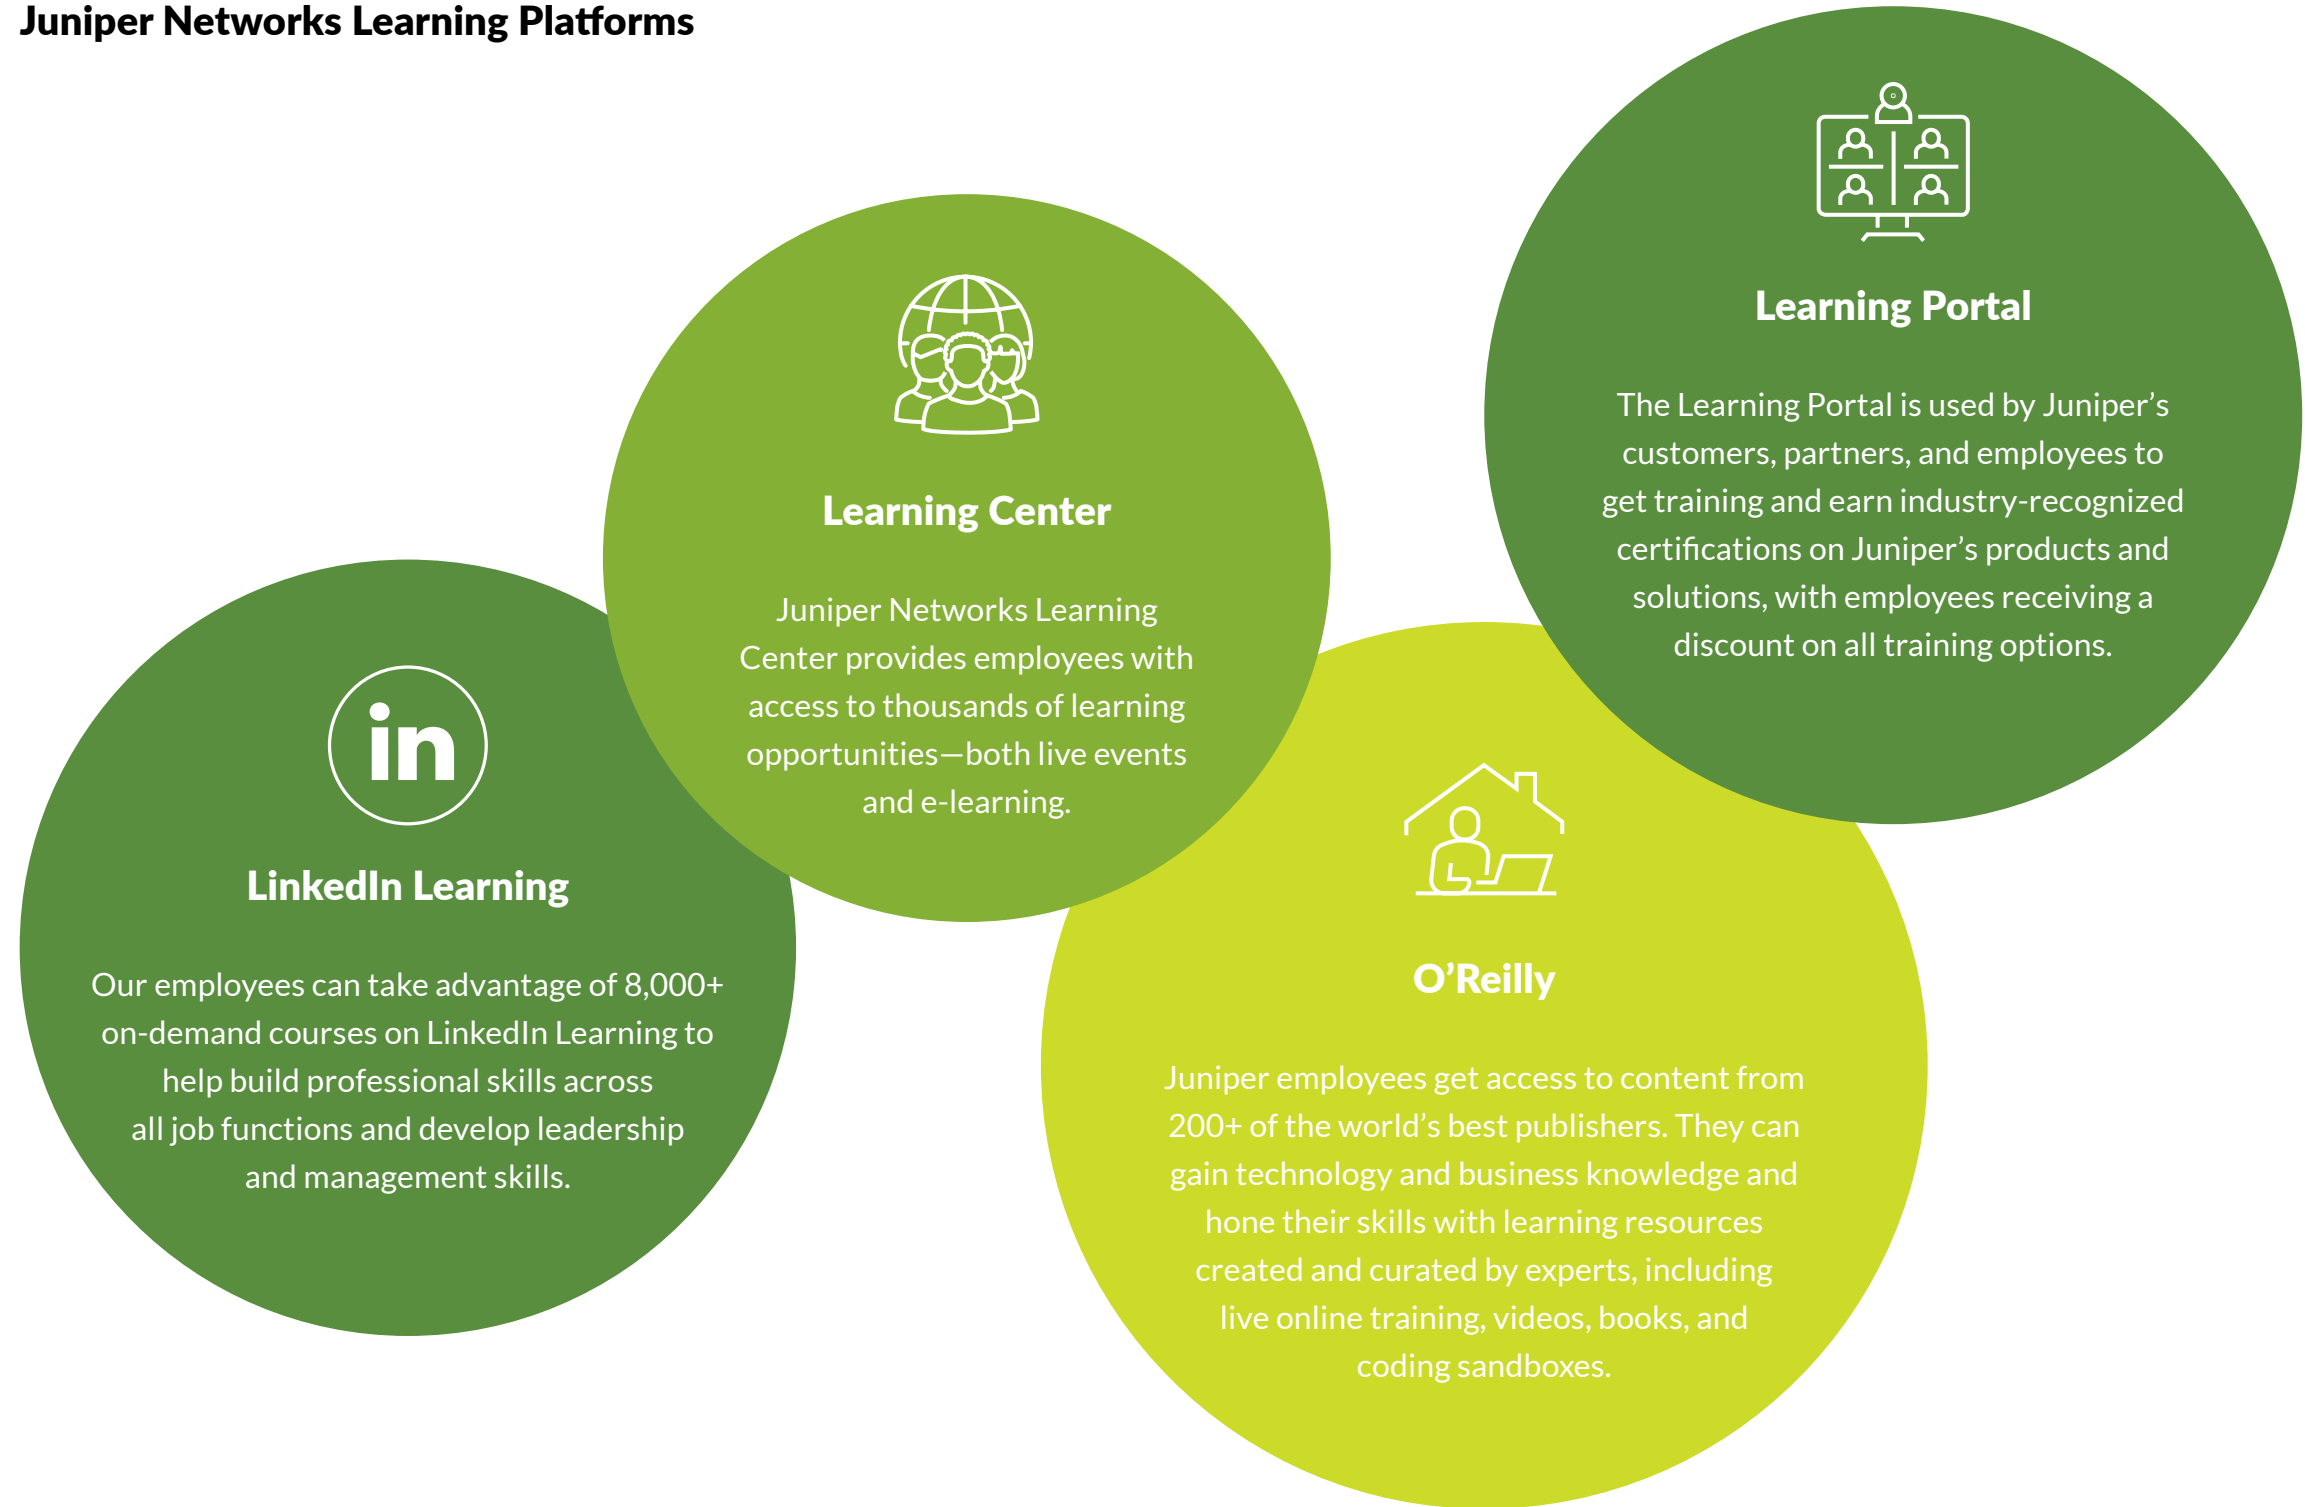 Juniper Networks Learning Platforms
in
LinkedIn Learning
Our employees can take advantage of 8,000+
on-demand courses on LinkedIn Learning to
help build professional skills across
all job functions and develop leadership
and management skills.
Learning Center
Juniper Networks Learning
Center provides employees with
access to thousands of learning
opportunities—both live events
and e-learning.
O’Reilly
Juniper employees get access to content from
200+ of the world’s best publishers. They can
gain technology and business knowledge and
hone their skills with learning resources
created and curated by experts, including
live online training, videos, books, and
coding sandboxes.
Learning Portal
The Learning Portal is used by Juniper’s
customers, partners, and employees to
get training and earn industry-recognized
certifications on Juniper’s products and
solutions, with employees receiving a
discount on all training options.